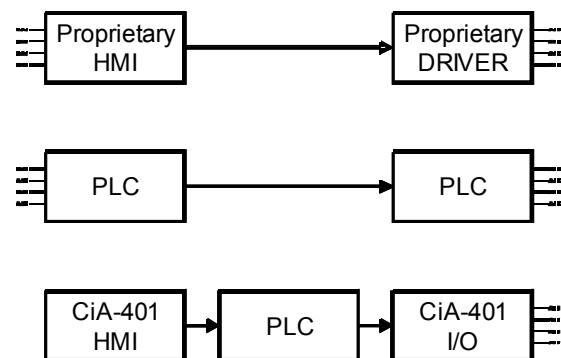 Proprietary
HMI
Proprietary
DRIVER
PLC
PLC
CiA-401
HMI
PLC
CiA-401
I/O